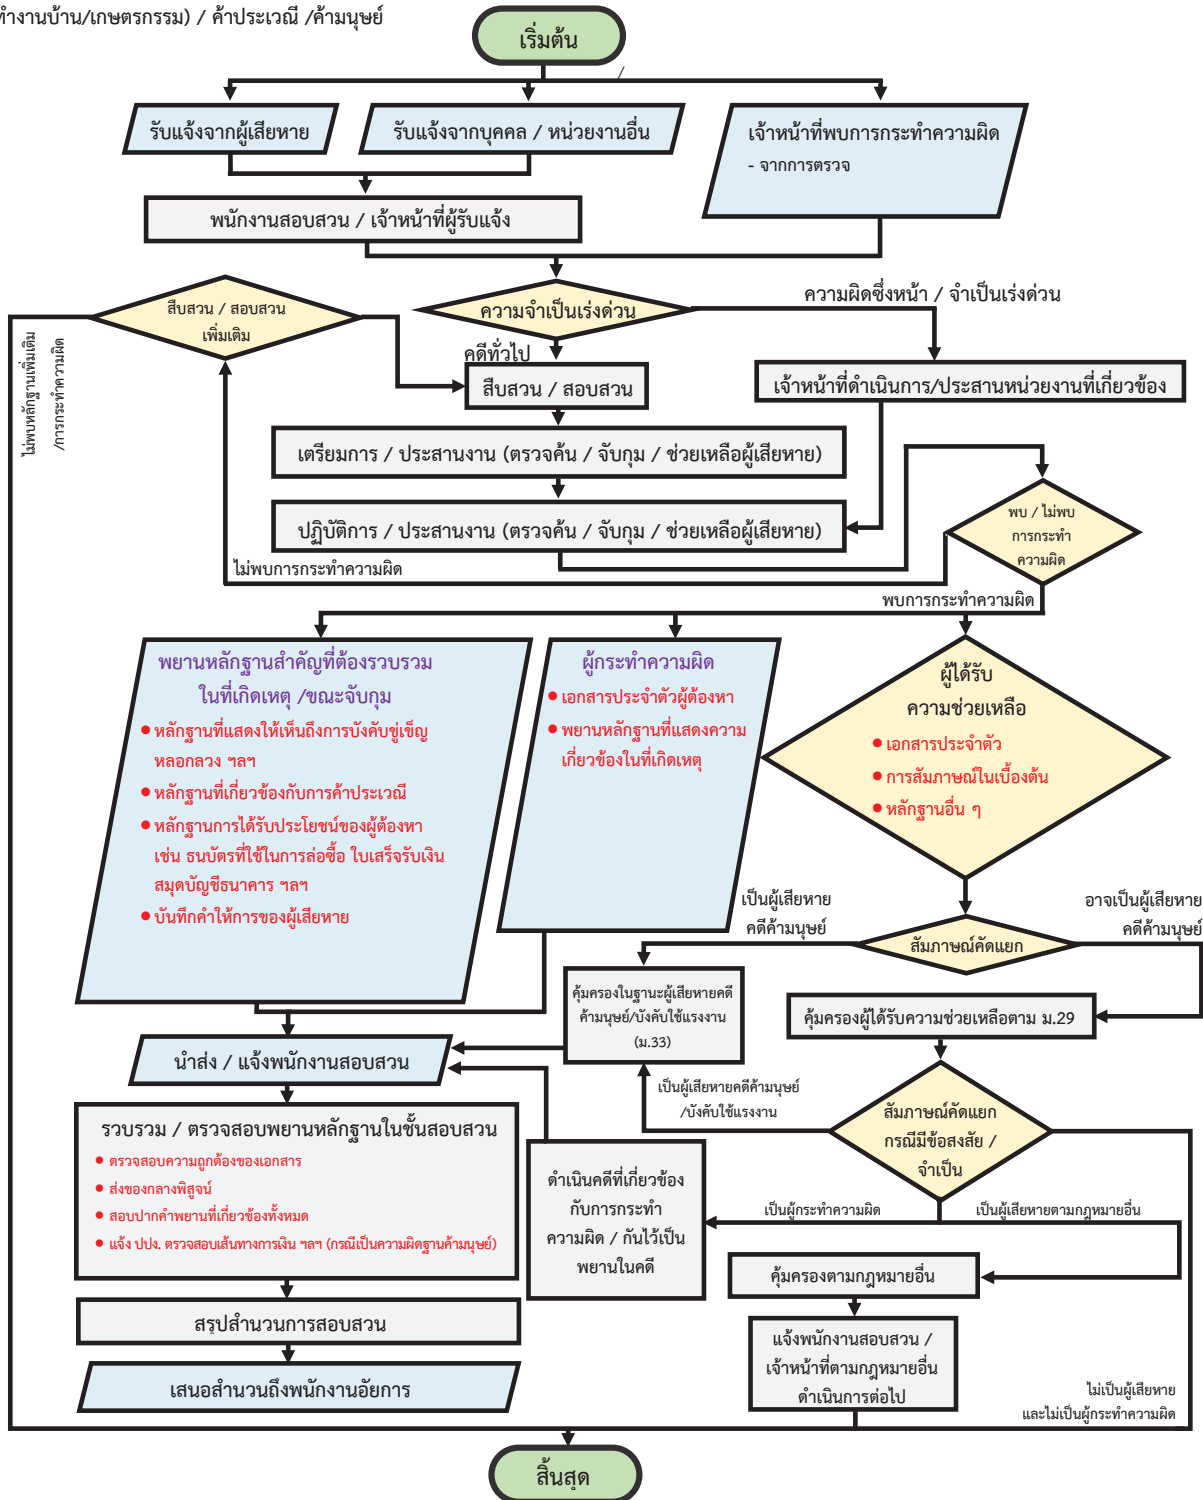 ทำงานบ้าน/เกษตรกรรม) / ค้าประเวณี /ค้ามนุษย์
เริ่มต้น
/
รับแจ้งจากผู้เสียหาย
รับแจ้งจากบุคคล / หน่วยงานอื่น
เจ้าหน้าที่พบการกระทำความผิด
- จากการตรวจ
พนักงานสอบสวน / เจ้าหน้าที่ผู้รับแจ้ง
ความจำเป็นเร่งด่วน
ความผิดซึ่งหน้า / จำเป็นเร่งด่วน
สืบสวน / สอบสวน
เพิ่มเติม
ไม่พบหลักฐานเพิ่มเติม
/การกระทำความผิด
คดีทั่วไป
สืบสวน / สอบสวน
เจ้าหน้าที่ดำเนินการ/ประสานหน่วยงานที่เกี่ยวข้อง
เตรียมการ / ประสานงาน (ตรวจค้น / จับกุม / ช่วยเหลือผู้เสียหาย)
ปฏิบัติการ / ประสานงาน (ตรวจค้น / จับกุม / ช่วยเหลือผู้เสียหาย)
พบ / ไม่พบ
การกระทำ
ความผิด
ไม่พบการกระทำความผิด
พบการกระทำความผิด
พยานหลักฐานสำคัญที่ต้องรวบรวม
ในที่เกิดเหตุ /ขณะจับกุม
● หลักฐานที่แสดงให้เห็นถึงการบังคับขู่เข็ญ
หลอกลวง ฯลฯ
● หลักฐานที่เกี่ยวข้องกับการค้าประเวณี
● หลักฐานการได้รับประโยชน์ของผู้ต้องหา
เช่น ธนบัตรที่ใช้ในการล่อซื้อ ใบเสร็จรับเงิน
สมุดบัญชีธนาคาร ฯลฯ
● บันทึกคำให้การของผู้เสียหาย
ผู้กระทำความผิด
● เอกสารประจำตัวผู้ต้องหา
● พยานหลักฐานที่แสดงความ
เกี่ยวข้องในที่เกิดเหตุ
ผู้ได้รับ
ความช่วยเหลือ
● เอกสารประจำตัว
● การสัมภาษณ์ในเบื้องต้น
● หลักฐานอื่น ๆ
เป็นผู้เสียหาย
คดีค้ามนุษย์
อาจเป็นผู้เสียหาย
คดีค้ามนุษย์
สัมภาษณ์คัดแยก
คุ้มครองในฐานะผู้เสียหายคดี
ค้ามนุษย์/บังคับใช้แรงงาน
(ม.33)
คุ้มครองผู้ได้รับความช่วยเหลือตาม ม.29
นำส่ง / แจ้งพนักงานสอบสวน
เป็นผู้เสียหายคดีค้ามนุษย์
/บังคับใช้แรงงาน
สัมภาษณ์คัดแยก
กรณีมีข้อสงสัย /
จำเป็น
รวบรวม / ตรวจสอบพยานหลักฐานในชั้นสอบสวน
● ตรวจสอบความถูกต้องของเอกสาร
● ส่งของกลางพิสูจน์
● สอบปากคำพยานที่เกี่ยวข้องทั้งหมด
● แจ้ง ปปง. ตรวจสอบเส้นทางการเงิน ฯลฯ (กรณีเป็นความผิดฐานค้ามนุษย์)
ดำเนินคดีที่เกี่ยวข้อง
กับการกระทำ
ความผิด / กันไว้เป็น
พยานในคดี
เป็นผู้กระทำความผิด
เป็นผู้เสียหายตามกฎหมายอื่น
คุ้มครองตามกฎหมายอื่น
สรุปสำนวนการสอบสวน
แจ้งพนักงานสอบสวน /
เจ้าหน้าที่ตามกฎหมายอื่น
ดำเนินการต่อไป
เสนอสำนวนถึงพนักงานอัยการ
ไม่เป็นผู้เสียหาย
และไม่เป็นผู้กระทำความผิด
สิ้นสุด